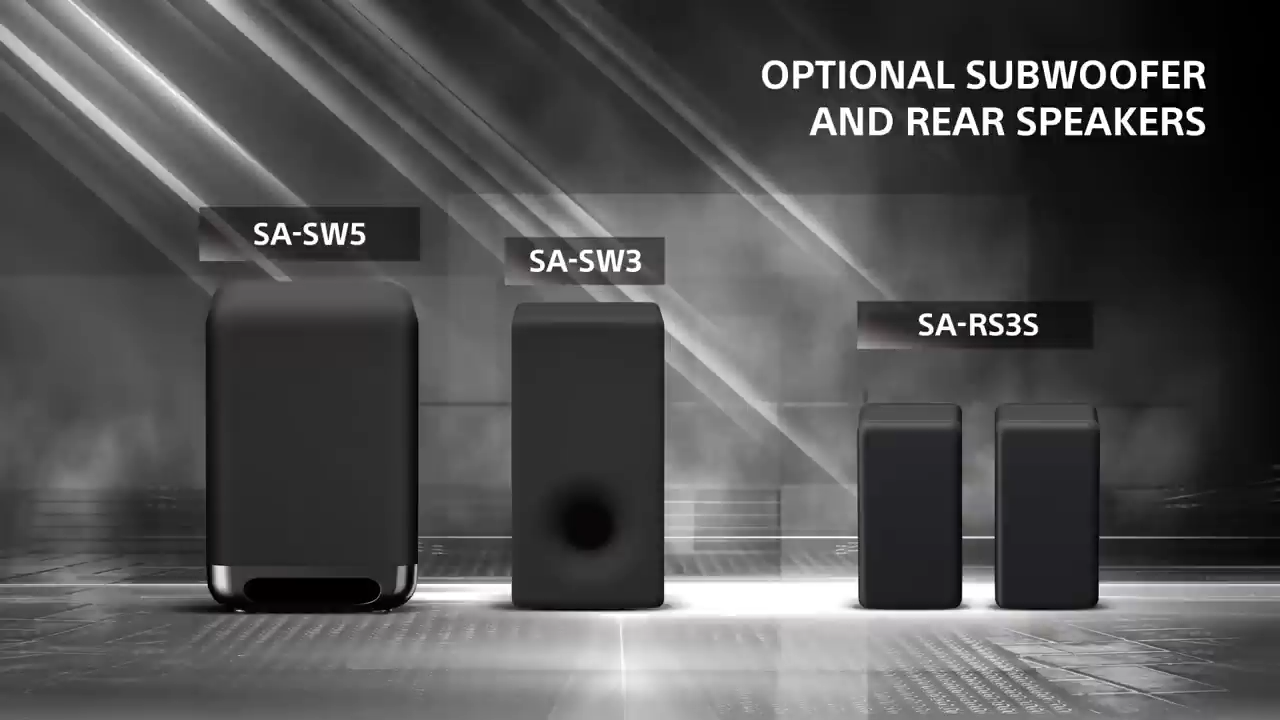 OPTIONAL SUBWOOFER
AND REAR SPEAKERS
SA-SW5
SA-SW3
SA-RS3S